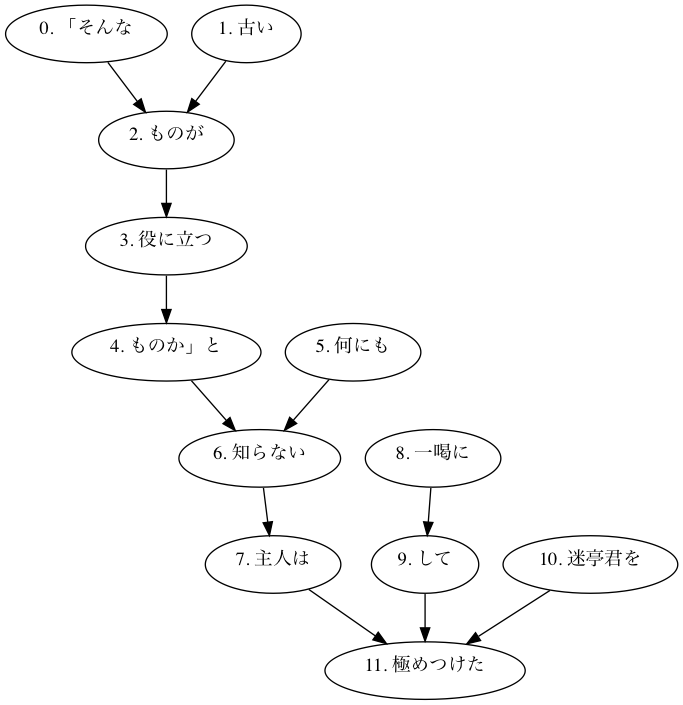 0. 「そんな
1. 古い
2. ものが
3. 役に立つ
4. ものか」と
5. 何にも
6. 知らない
8. 一喝に
7. 主人は
9. して
10. 迷亭君を
11. 極めつけた